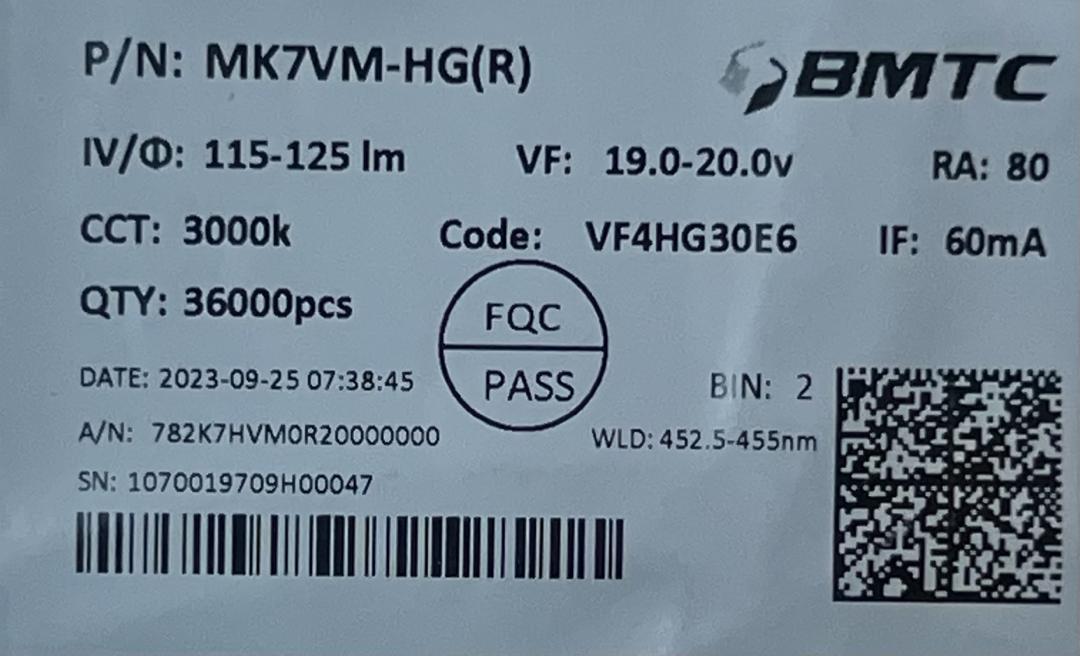 P/N: MK7VM-HG(R) BMTC
IV/Φ: 115-125 lm VF: 19.0-20.0v RA: 80
CCT: 3000k Code: VF4HG30E6 IF: 60mA
QTY: 36000pcs
FQC
PASS
DATE: 2023-09-25 07:38:45 BIN: 2
A/N: 782K7HVM0R20000000 WLD: 452.5-455nm
SN: 1070019709H00047